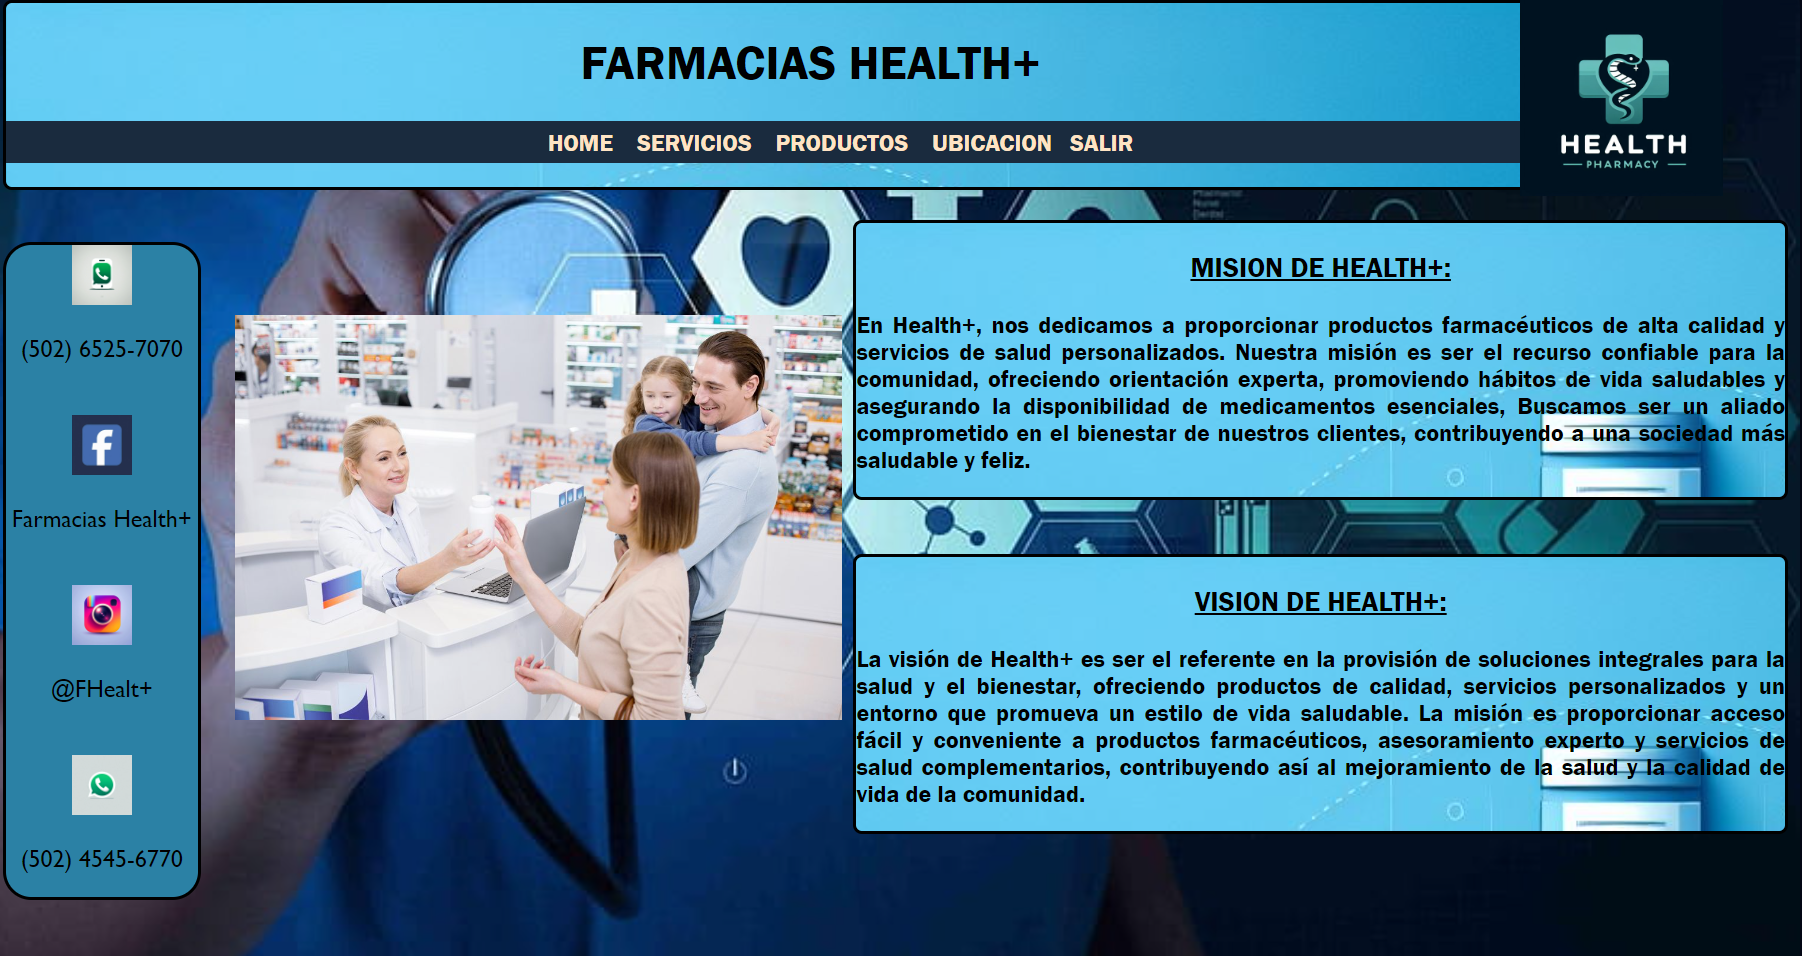 FARMACIAS HEALTH+
HOME SERVICIOS PRODUCTOS UBICACION SALIR
HEALTH
PHARMACY
(502) 6525-7070
Farmacias Health+
@FHealt+
(502) 4545-6770
MISION DE HEALTH+:
En Health+, nos dedicamos a proporcionar productos farmacéuticos de alta calidad y
servicios de salud personalizados. Nuestra misión es ser el recurso confiable para la
comunidad, ofreciendo orientación experta, promoviendo hábitos de vida saludables y
asegurando la disponibilidad de medicamentos esenciales, Buscamos ser un aliado
comprometido en el bienestar de nuestros clientes, contribuyendo a una sociedad más
saludable y feliz.
VISION DE HEALTH+:
La visión de Health+ es ser el referente en la provisión de soluciones integrales para la
salud y el bienestar, ofreciendo productos de calidad, servicios personalizados y un
entorno que promueva un estilo de vida saludable. La misión es proporcionar acceso
fácil y conveniente a productos farmacéuticos, asesoramiento experto y servicios de
salud complementarios, contribuyendo así al mejoramiento de la salud y la calidad de
vida de la comunidad.